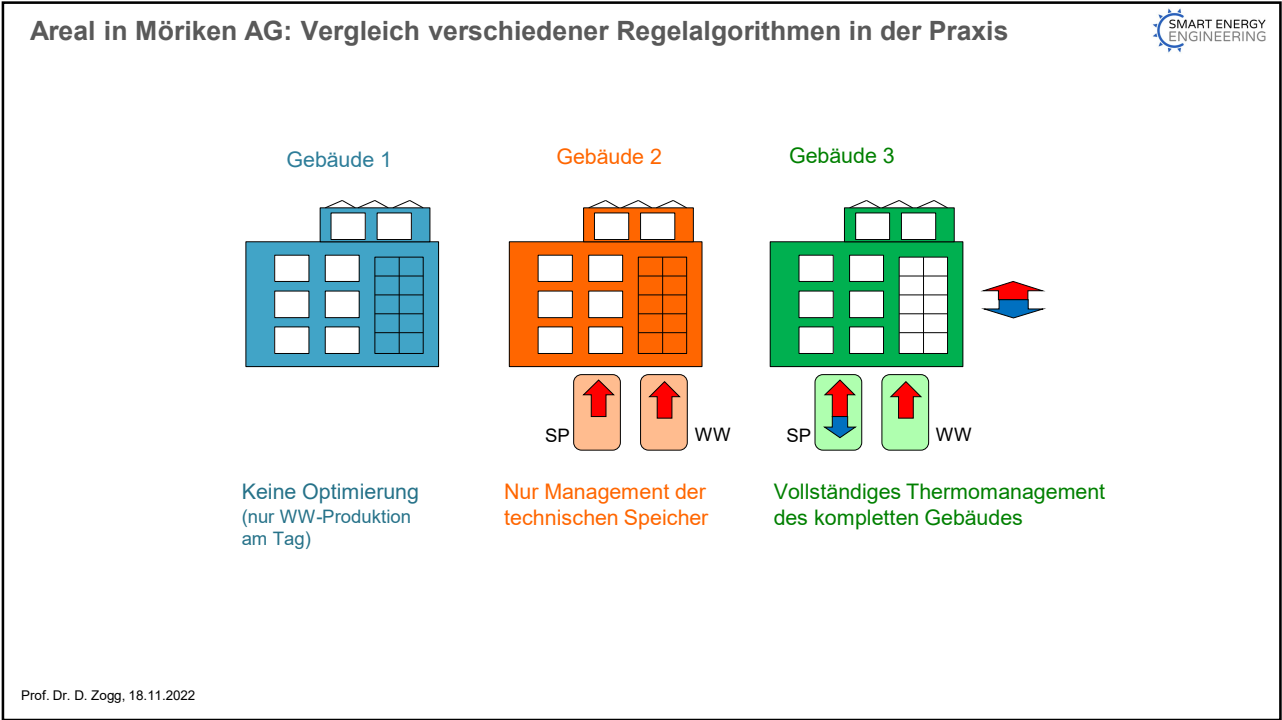 Areal in Möriken AG: Vergleich verschiedener Regelalgorithmen in der Praxis
SMART ENERGY
ENGINEERING
Gebäude 1
Gebäude 2
Gebäude 3
SP
WW
SP
WW
Keine Optimierung
(nur WW-Produktion
am Tag)
Nur Management der
technischen Speicher
Vollständiges Thermomanagement
des kompletten Gebäudes
Prof. Dr. D. Zogg, 18.11.2022